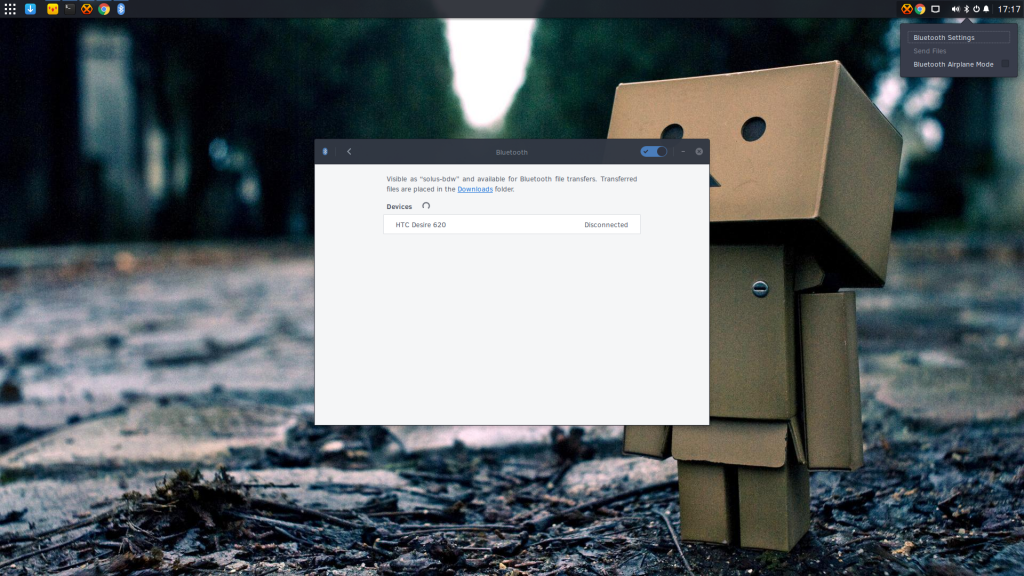 17:17
Bluetooth Settings
Send Files
Bluetooth Airplane Mode
Bluetooth
Visible as "solus-bdw" and available for Bluetooth file transfers. Transferred
files are placed in the Downloads folder.
Devices
HTC Desire 620 Disconnected